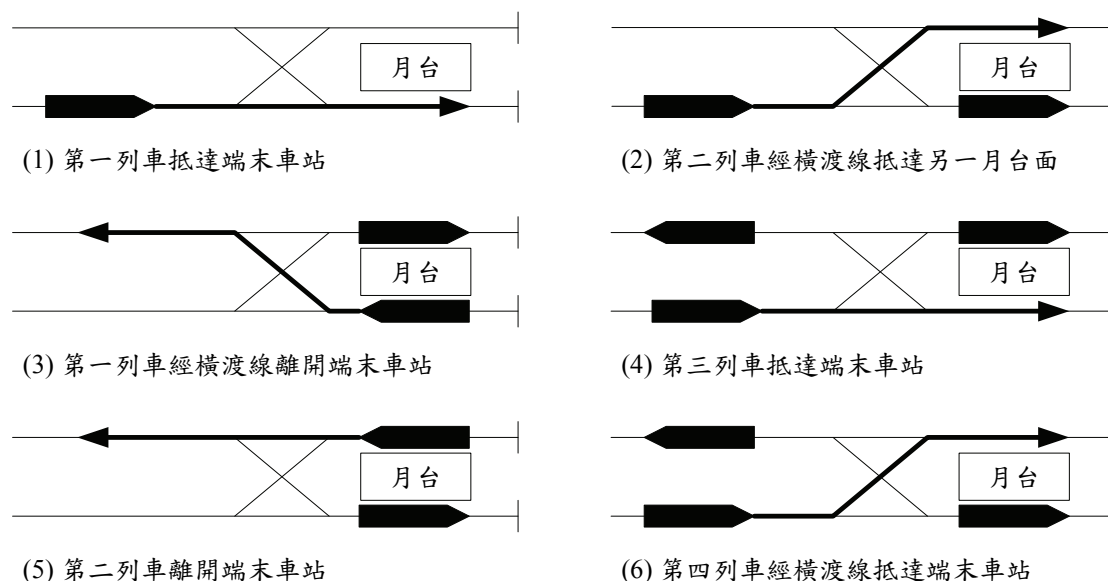 月台
(1) 第一列車抵達端末車站
月台
(2) 第二列車經橫渡線抵達另一月台面
月台
(3) 第一列車經橫渡線離開端末車站
月台
(4) 第三列車抵達端末車站
月台
(5) 第二列車離開端末車站
月台
(6) 第四列車經橫渡線抵達端末車站